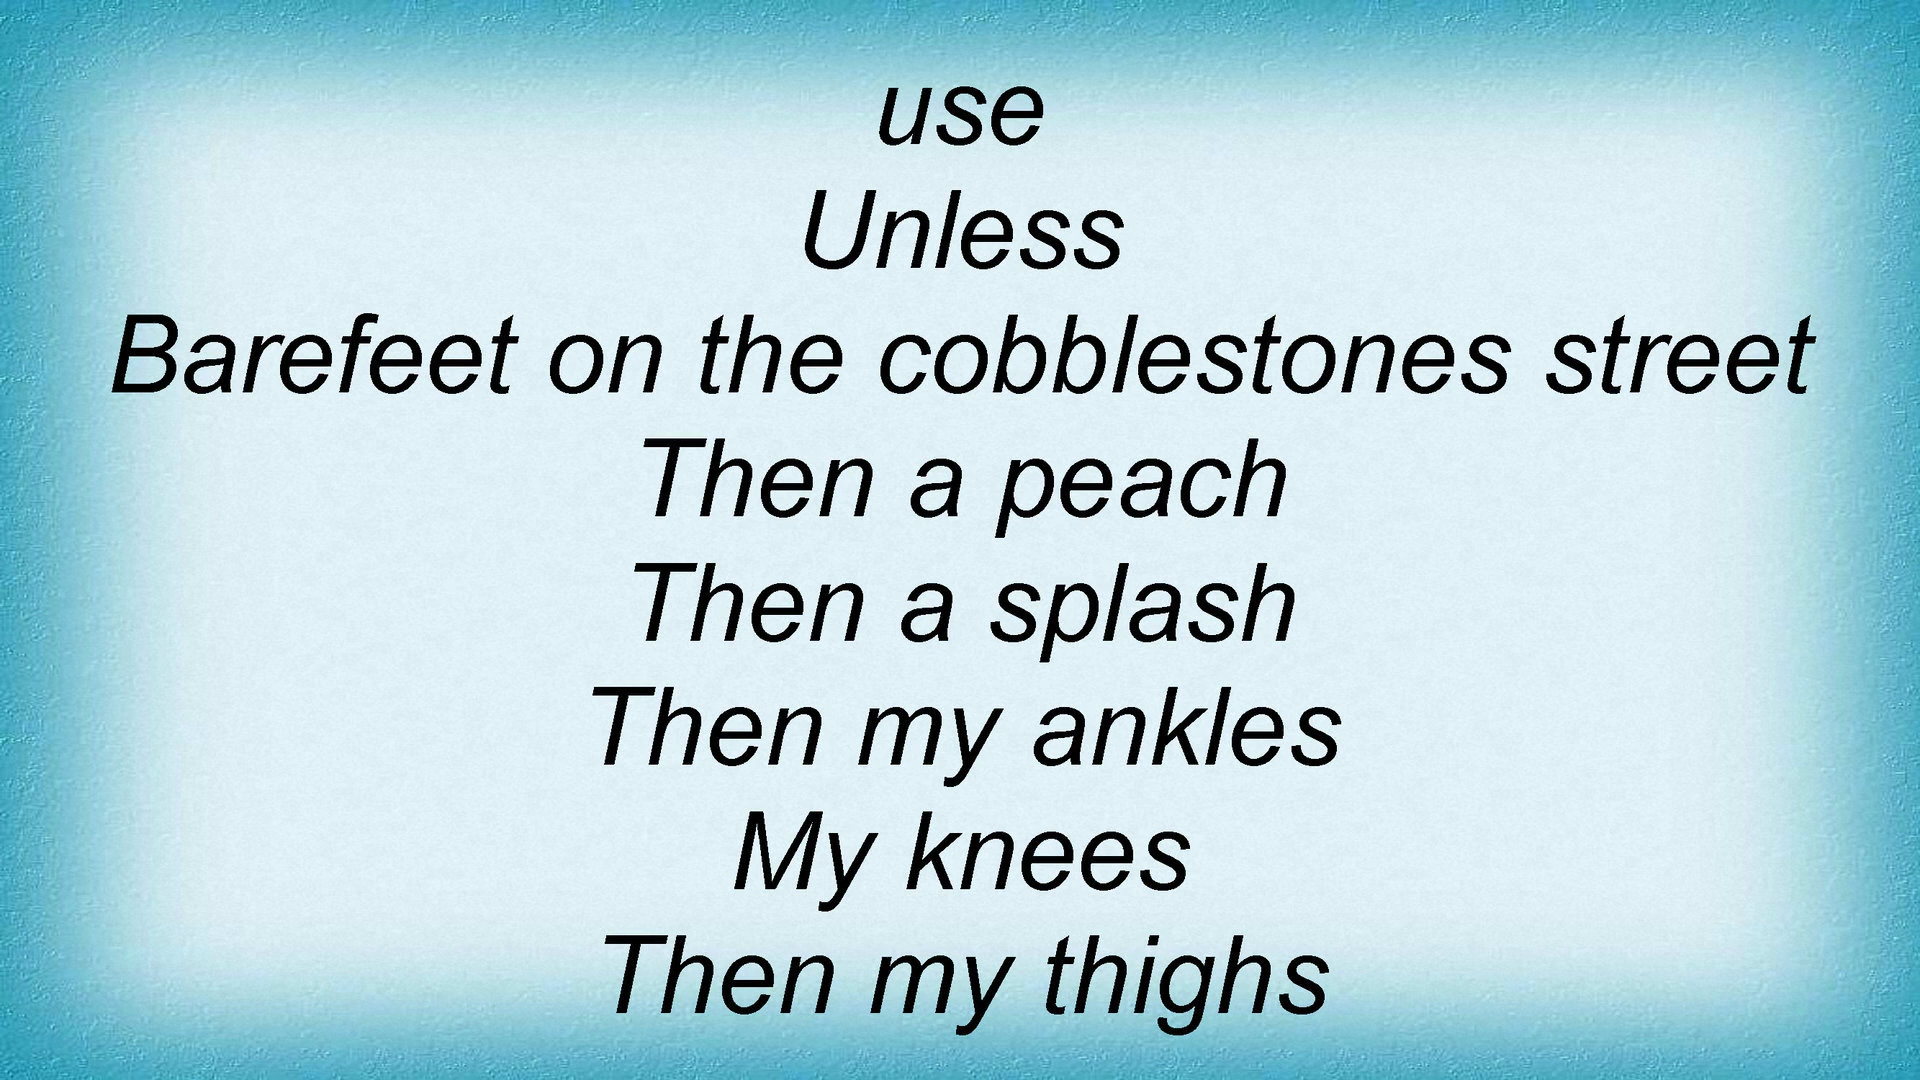 use
Unless
Barefeet on the cobblestones street
Then a peach
Then a splash
Then my ankles
My knees
Then my thighs